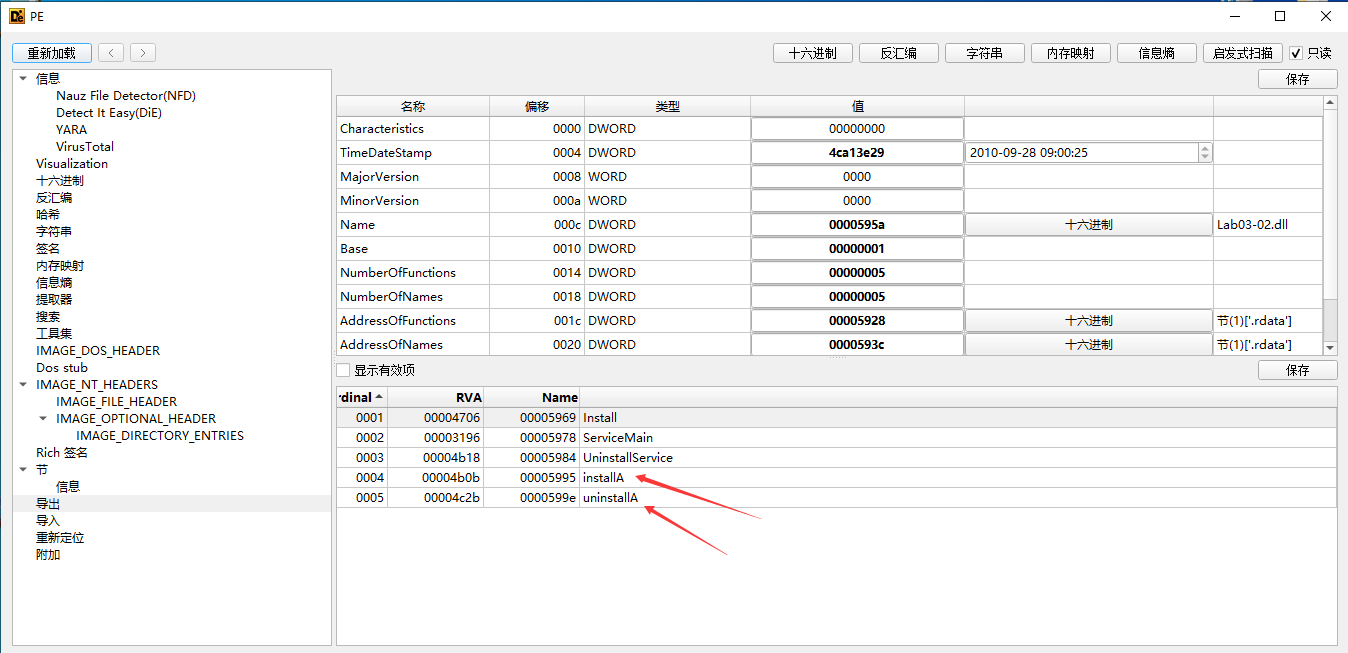 PE
重新加载 < > 十六进制 反汇编 字符串 内存映射 信息熵 启发式扫描 只读
保存
信息
Nauz File Detector(NFD)
Detect It Easy(DiE)
YARA
VirusTotal
Visualization
十六进制
反汇编
哈希
字符串
签名
内存映射
信息熵
提取器
搜索
工具集
IMAGE_DOS_HEADER
Dos stub
IMAGE_NT_HEADERS
IMAGE_FILE_HEADER
IMAGE_OPTIONAL_HEADER
IMAGE_DIRECTORY_ENTRIES
Rich 签名
节
信息
导出
导入
重新定位
附加
名称 偏移 类型 值
Characteristics 0000 DWORD 00000000
TimeDateStamp 0004 DWORD 4ca13e29 2010-09-28 09:00:25
MajorVersion 0008 WORD 0000
MinorVersion 000a WORD 0000
Name 000c DWORD 0000595a 十六进制 Lab03-02.dll
Base 0010 DWORD 00000001
NumberOfFunctions 0014 DWORD 00000005
NumberOfNames 0018 DWORD 00000005
AddressOfFunctions 001c DWORD 00005928 十六进制 节(1)['.rdata']
AddressOfNames 0020 DWORD 0000593c 十六进制 节(1)['.rdata']
显示有效项 保存
rdinal RVA Name
0001 00004706 00005969 Install
0002 00003196 00005978 ServiceMain
0003 00004b18 00005984 UninstallService
0004 00004b0b 00005995 installA
0005 00004c2b 0000599e uninstallA